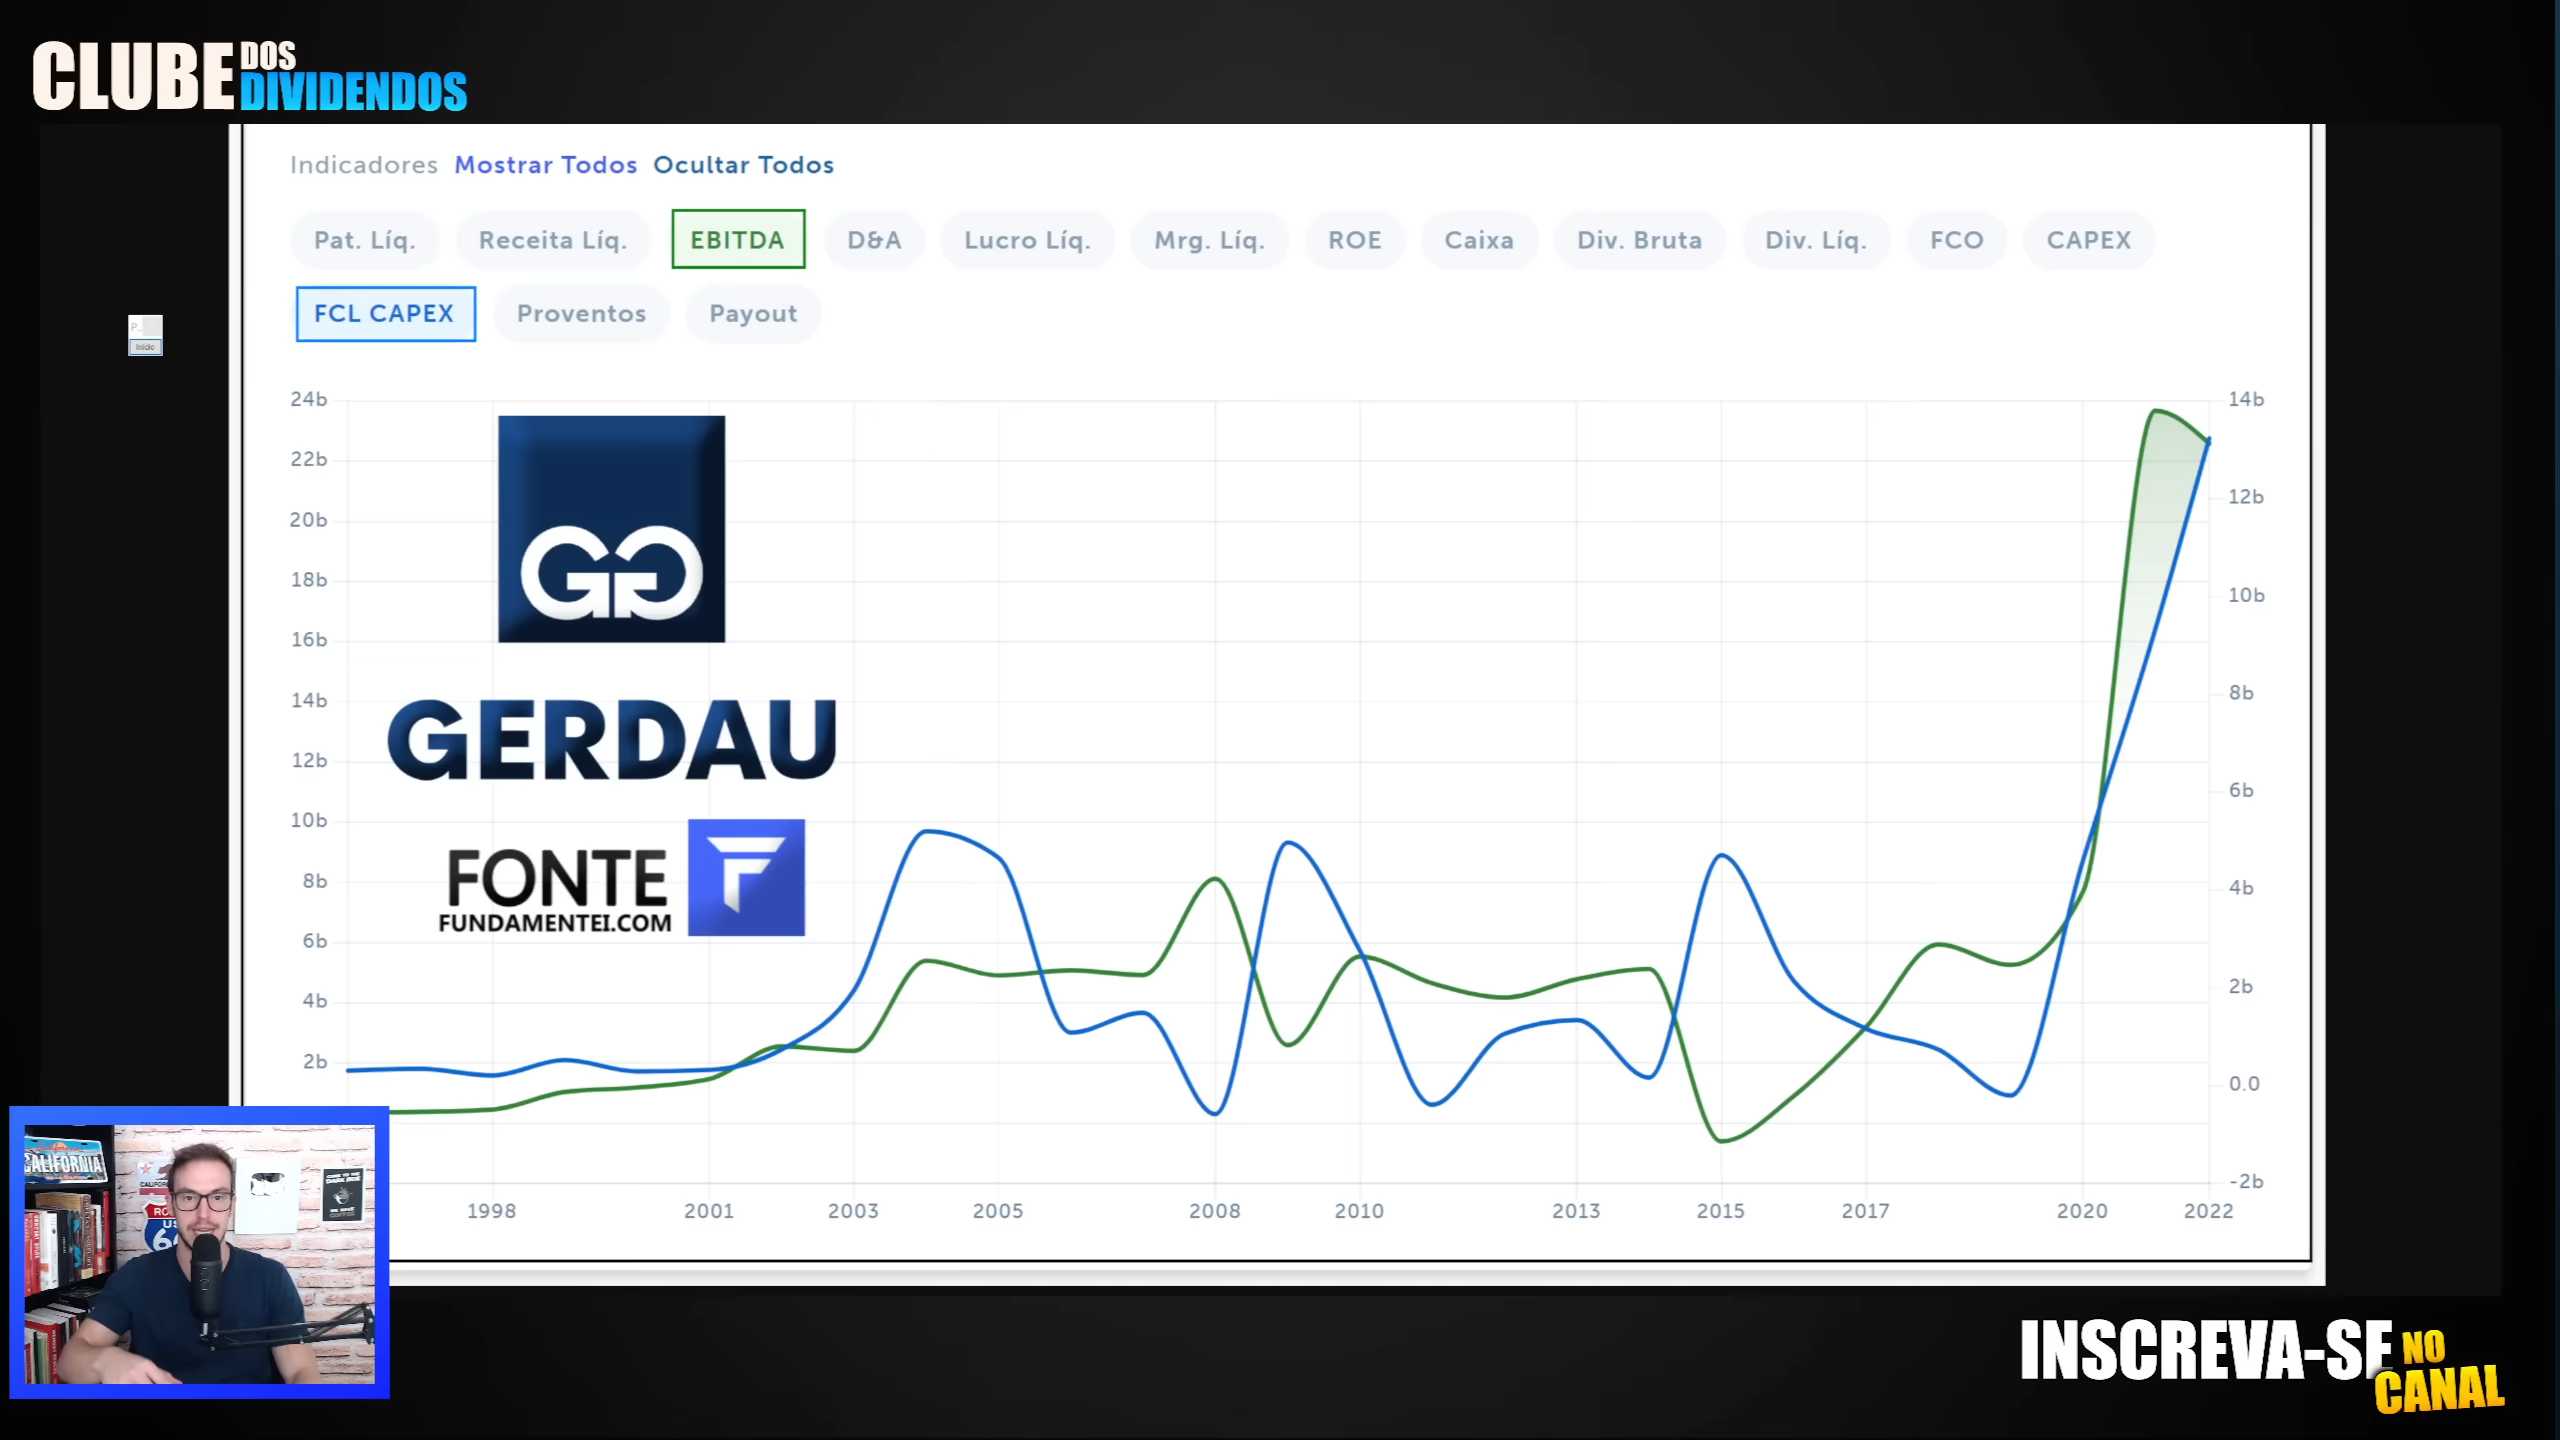 CLUBE DOS DIVIDENDOS
Indicadores Mostrar Todos Ocultar Todos
Pat. Líq. Receita Líq. EBITDA D&A Lucro Líq. Mrg. Líq. ROE Caixa Div. Bruta Div. Líq. FCO CAPEX
FCL CAPEX Proventos Payout
Início
24b 14b
22b
12b
20b
18b 10b
16b
14b 8b
GERDAU
12b
6b
10b
8b 4b
FONTE
FUNDAMENTEI.COM
6b
4b 2b
2b
0.0
-2b
1998 2001 2003 2005 2008 2010 2013 2015 2017 2020 2022
CALIFORNIA
INSCREVA-SE NO CANAL